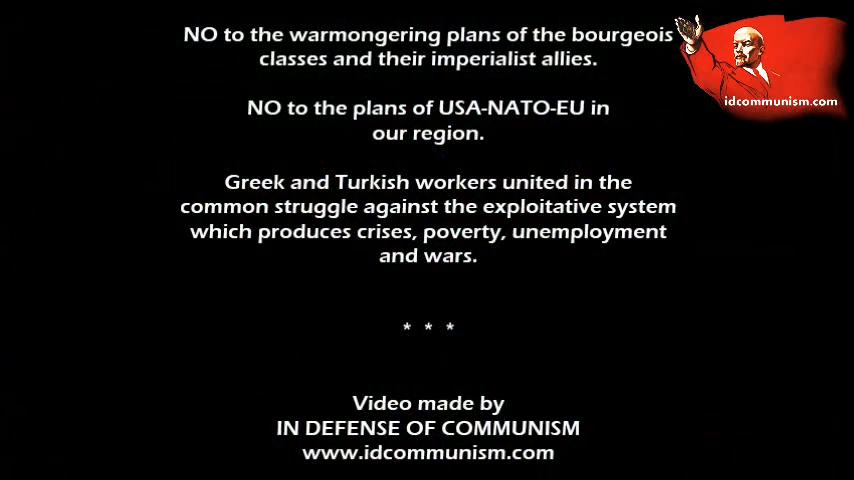 NO to the warmongering plans of the bourgeois
classes and their imperialist allies.
idcommunism.com
NO to the plans of USA-NATO-EU in
our region.
Greek and Turkish workers united in the
common struggle against the exploitative system
which produces crises, poverty, unemployment
and wars.
* * *
Video made by
IN DEFENSE OF COMMUNISM
www.idcommunism.com